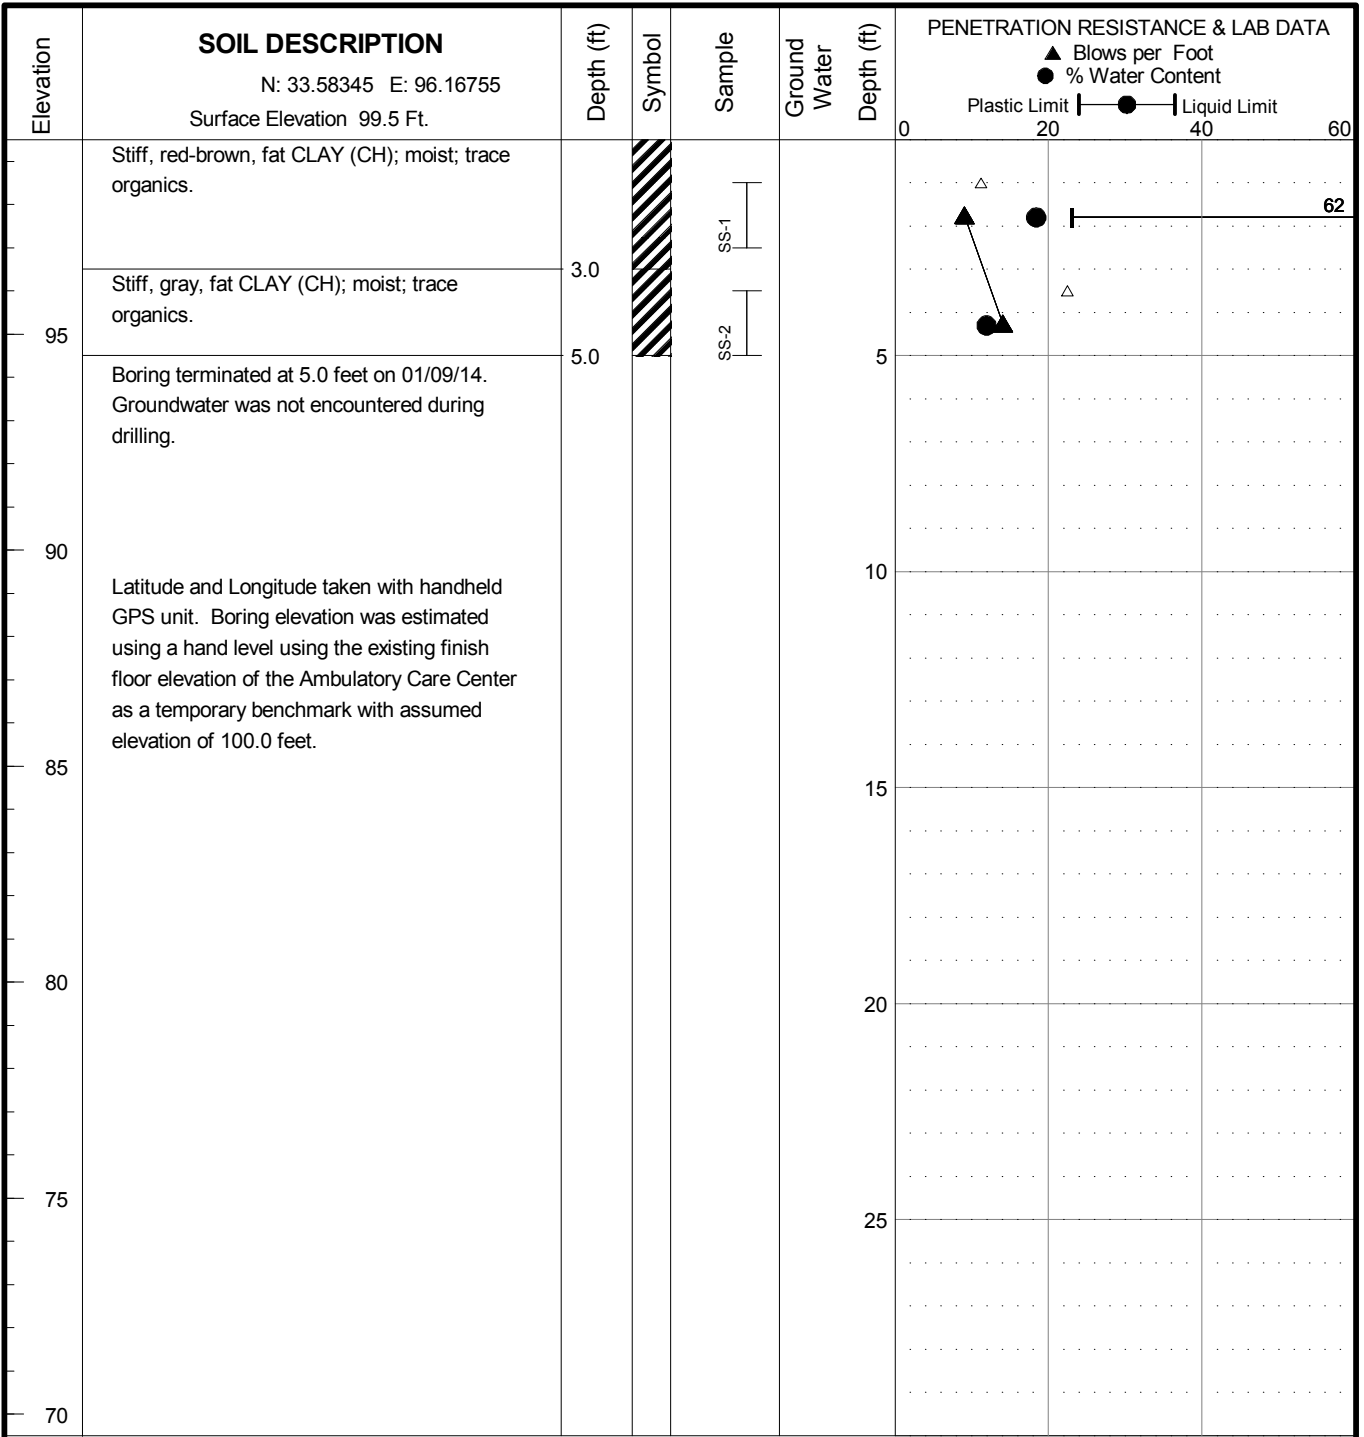 Elevation
SOIL DESCRIPTION
N: 33.58345 E: 96.16755
Surface Elevation 99.5 Ft.
Depth (ft)
Symbol
Sample
Ground
Water
Depth (ft)
PENETRATION RESISTANCE & LAB DATA
Blows per Foot
% Water Content
Plastic Limit
Liquid Limit
0 20 40 60
Stiff, red-brown, fat CLAY (CH); moist; trace
organics.
SS-1
62
3.0
Stiff, gray, fat CLAY (CH); moist; trace
organics.
SS-2
95
5.0
5
Boring terminated at 5.0 feet on 01/09/14.
Groundwater was not encountered during
drilling.
90
10
Latitude and Longitude taken with handheld
GPS unit. Boring elevation was estimated
using a hand level using the existing finish
floor elevation of the Ambulatory Care Center
as a temporary benchmark with assumed
elevation of 100.0 feet.
85
15
80
20
75
25
70